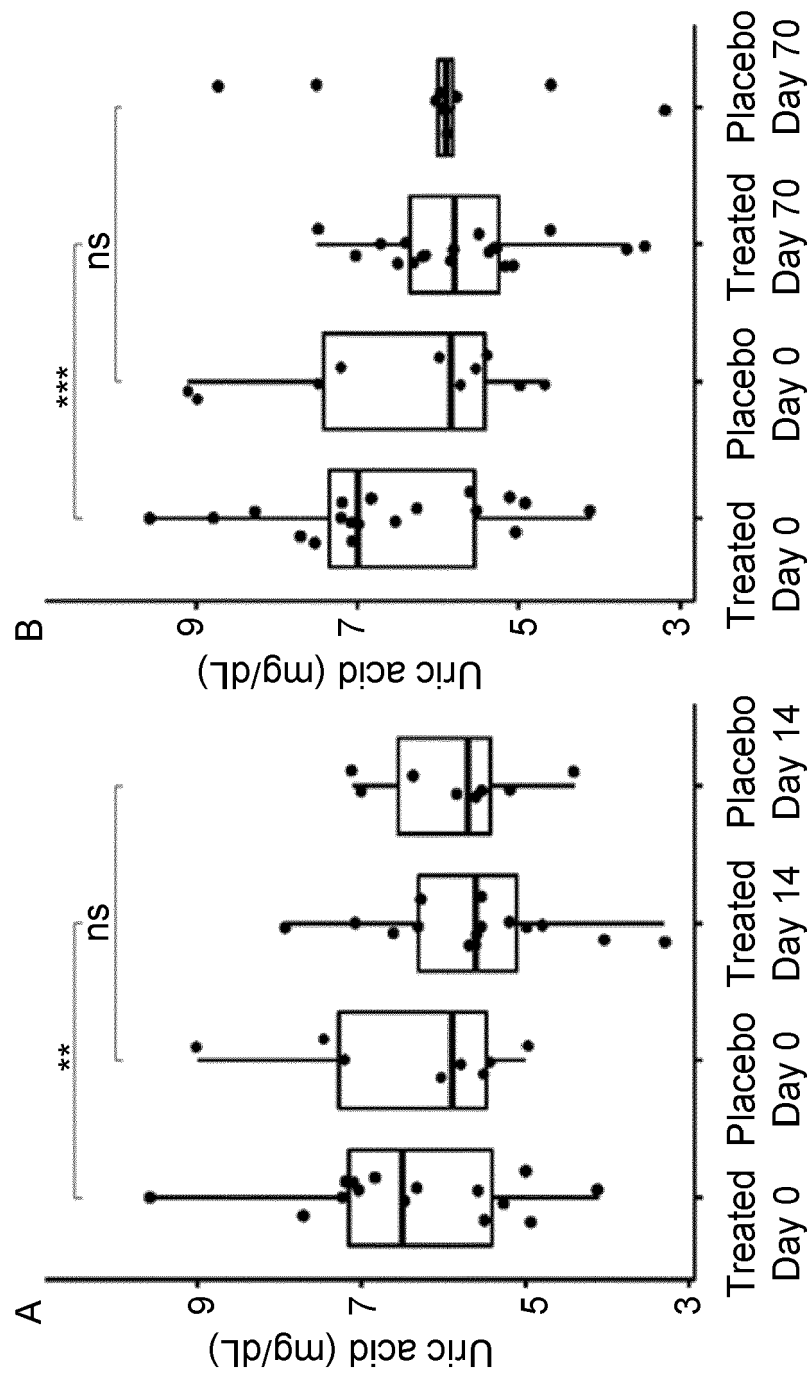 A
Uric acid (mg/dL)
9
7
5
3
**
ns
Treated Placebo Treated Placebo
Day 0 Day 0 Day 14 Day 14
B
Uric acid (mg/dL)
9
7
5
3
***
ns
Treated Placebo Treated Placebo
Day 0 Day 0 Day 70 Day 70